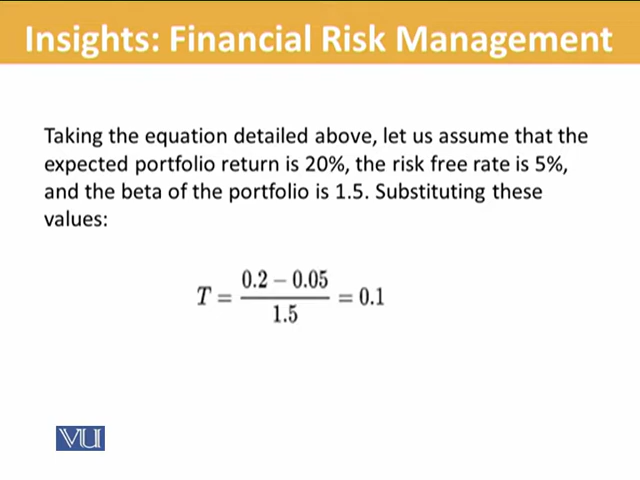 Insights: Financial Risk Management
Taking the equation detailed above, let us assume that the
expected portfolio return is 20%, the risk free rate is 5%,
and the beta of the portfolio is 1.5. Substituting these
values:
T = (0.2 − 0.05) / 1.5 = 0.1
VU